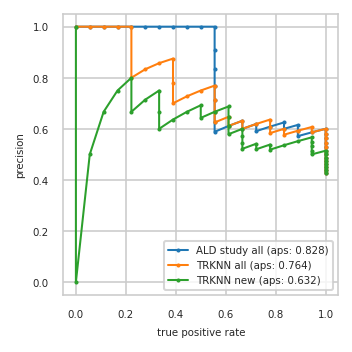 1.0
0.8
0.6
0.4
0.2
0.0
precision
ALD study all (aps: 0.828)
TRKNN all (aps: 0.764)
TRKNN new (aps: 0.632)
0.0 0.2 0.4 0.6 0.8 1.0
true positive rate